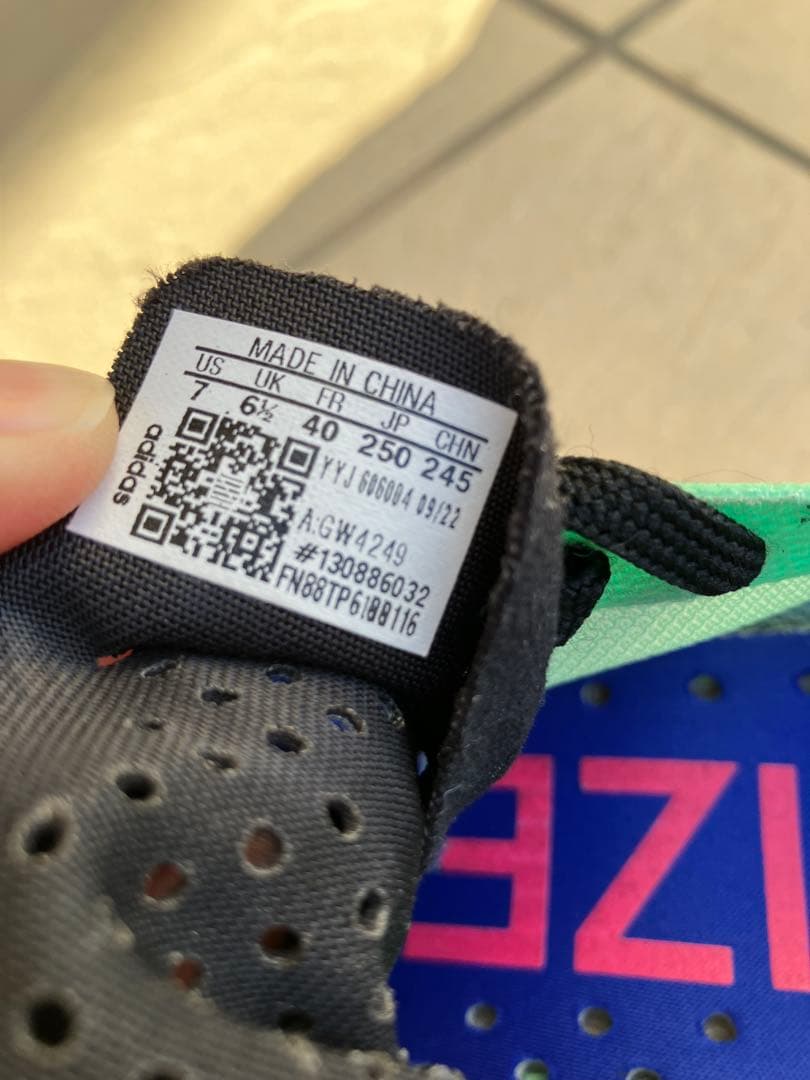 MADE IN CHINA
US UK FR JP CHN
7 6½ 40 250 245
YYJ 606004 09/22
A:GW4249
#130886032
adidas
IZE